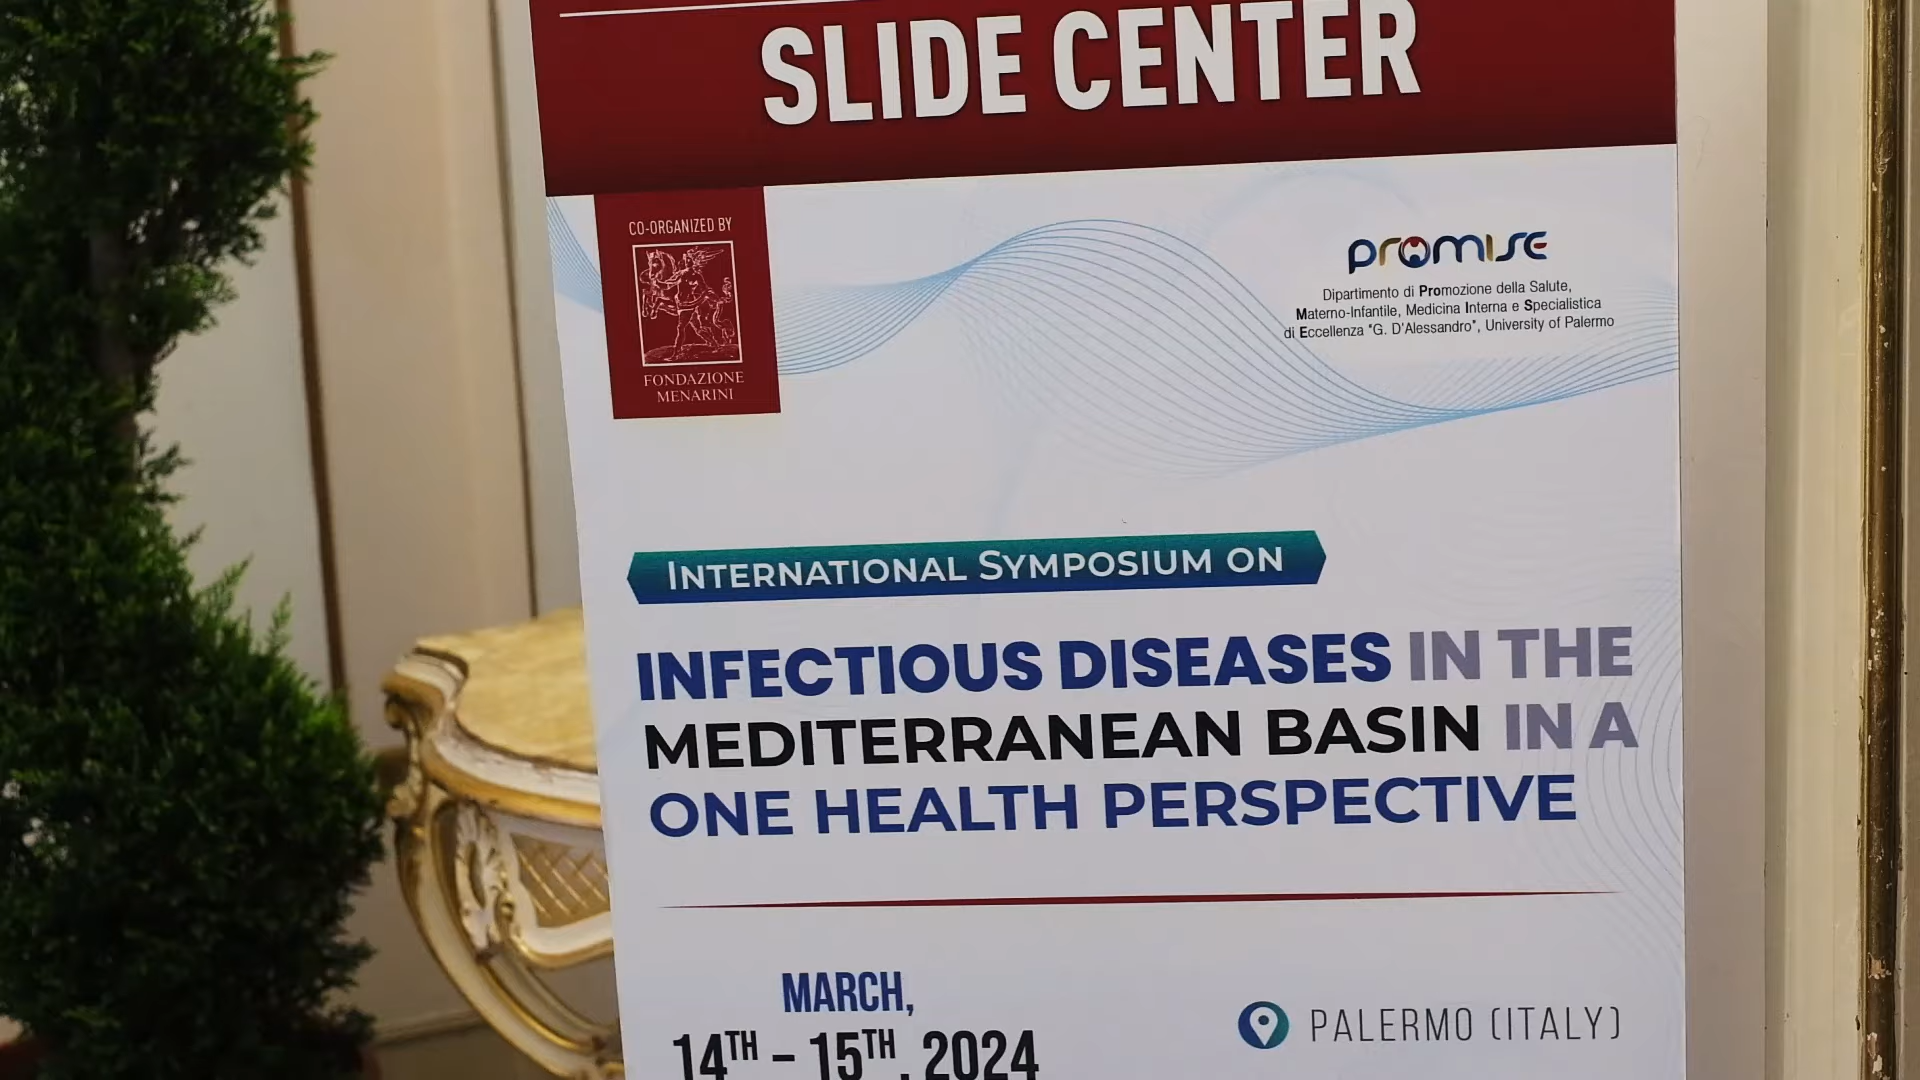 SLIDE CENTER
CO-ORGANIZED BY
FONDAZIONE
MENARINI
promise
Dipartimento di Promozione della Salute,
Materno-Infantile, Medicina Interna e Specialistica
di Eccellenza "G. D'Alessandro", University of Palermo
INTERNATIONAL SYMPOSIUM ON
INFECTIOUS DISEASES IN THE
MEDITERRANEAN BASIN IN A
ONE HEALTH PERSPECTIVE
MARCH,
14TH – 15TH, 2024
PALERMO (ITALY)